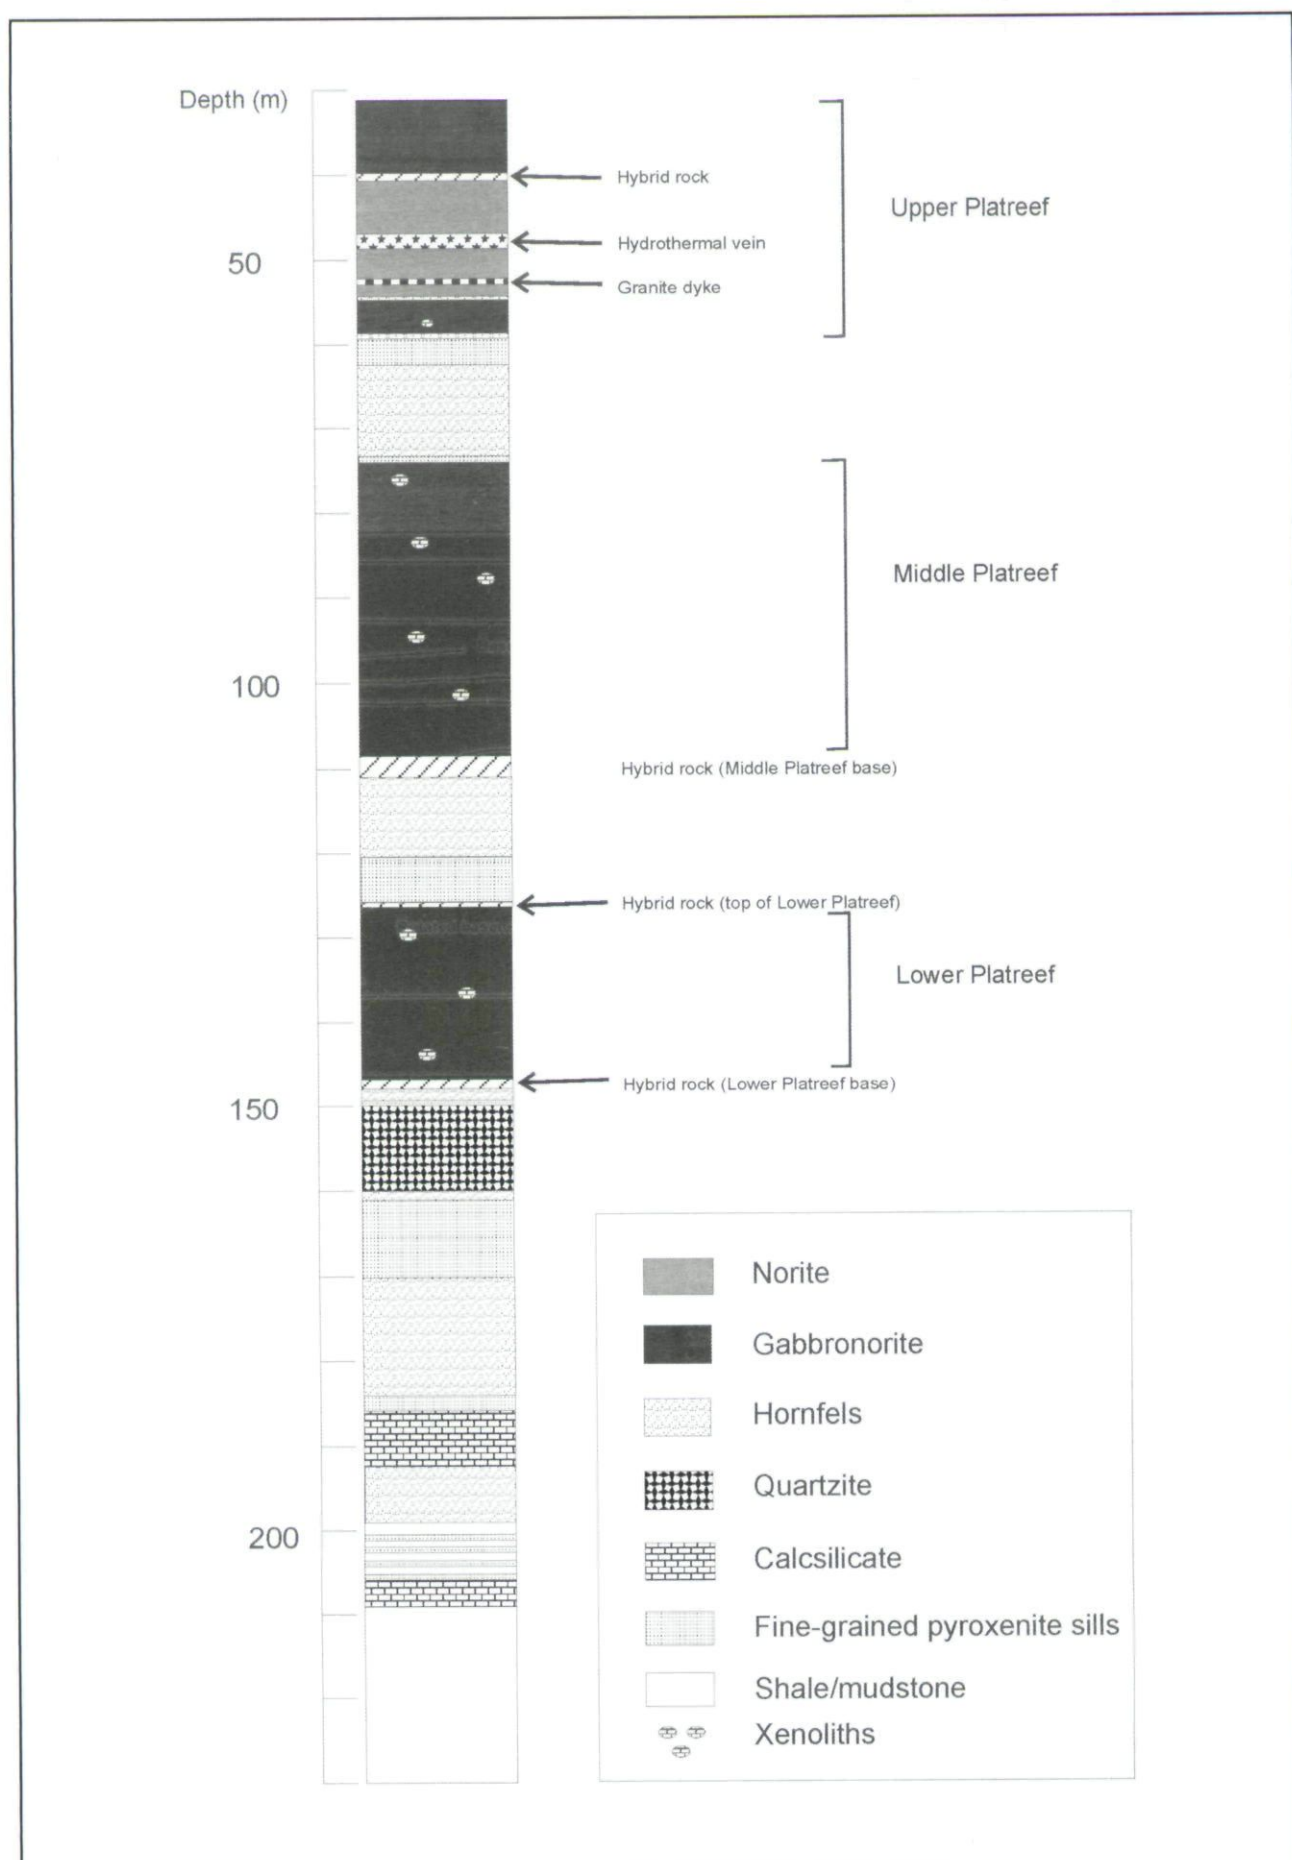 Depth (m)
Hybrid rock
Upper Platreef
Hydrothermal vein
50
Granite dyke
Middle Platreef
100
Hybrid rock (Middle Platreef base)
Hybrid rock (top of Lower Platreef)
Lower Platreef
Hybrid rock (Lower Platreef base)
150
Norite
Gabbronorite
Hornfels
Quartzite
200
Calcsilicate
Fine-grained pyroxenite sills
Shale/mudstone
Xenoliths